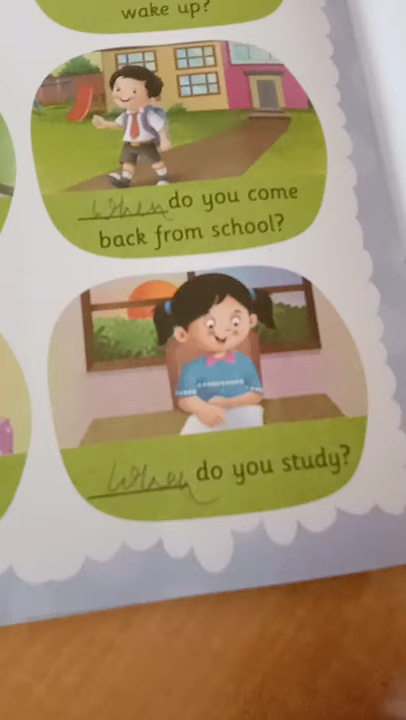 wake up?
When do you come
back from school?
When do you study?